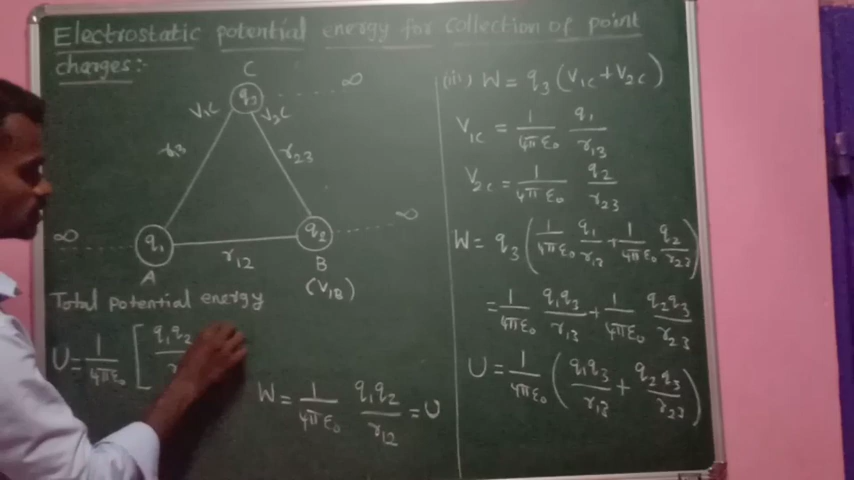 Electrostatic potential energy for Collection of point
charges:-
C
∞
q3
V1C
V2C
r13
r23
∞
∞
q1
q2
r12
A
B
(V1B)
Total potential energy
U = 1/4πε0 [ q1q2
W = 1/4πε0 q1q2/r12 = U
(iii) W = q3 (V1C + V2C)
V1C = 1/4πε0 q1/r13
V2C = 1/4πε0 q2/r23
W = q3 ( 1/4πε0 q1/r13 + 1/4πε0 q2/r23 )
= 1/4πε0 q1q3/r13 + 1/4πε0 q2q3/r23
U = 1/4πε0 ( q1q3/r13 + q2q3/r23 )